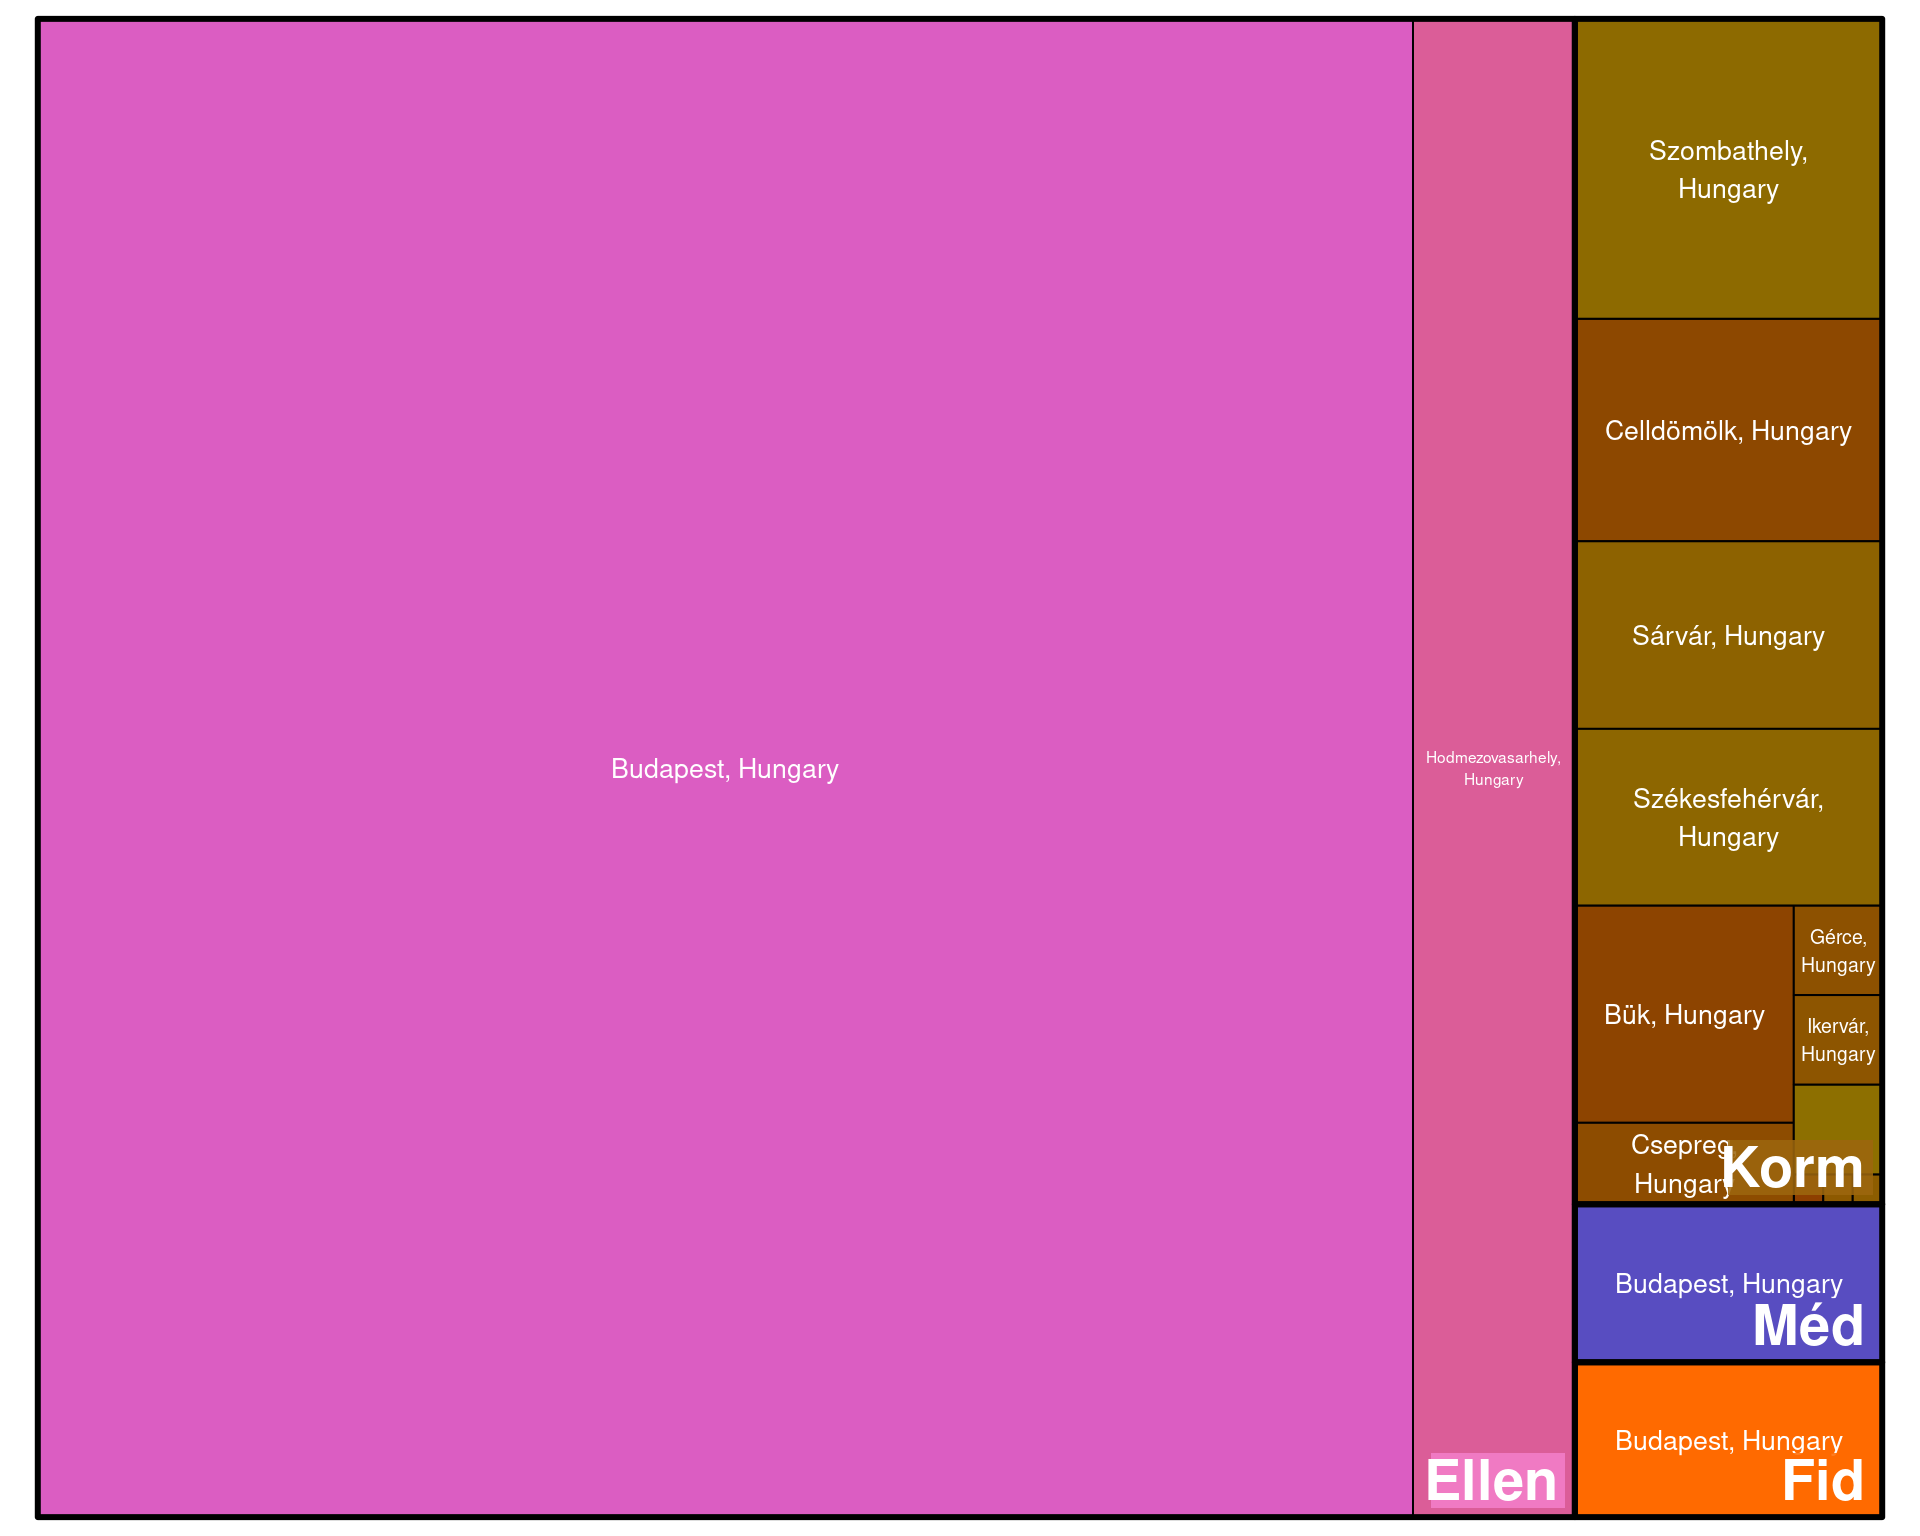 Budapest, Hungary
Hodmezovasarhely,
Hungary
Ellen
Szombathely,
Hungary
Celldömölk, Hungary
Sárvár, Hungary
Székesfehérvár,
Hungary
Bük, Hungary
Gérce,
Hungary
Ikervár,
Hungary
Csepreg
Hungary
Korm
Budapest, Hungary
Méd
Budapest, Hungary
Fid